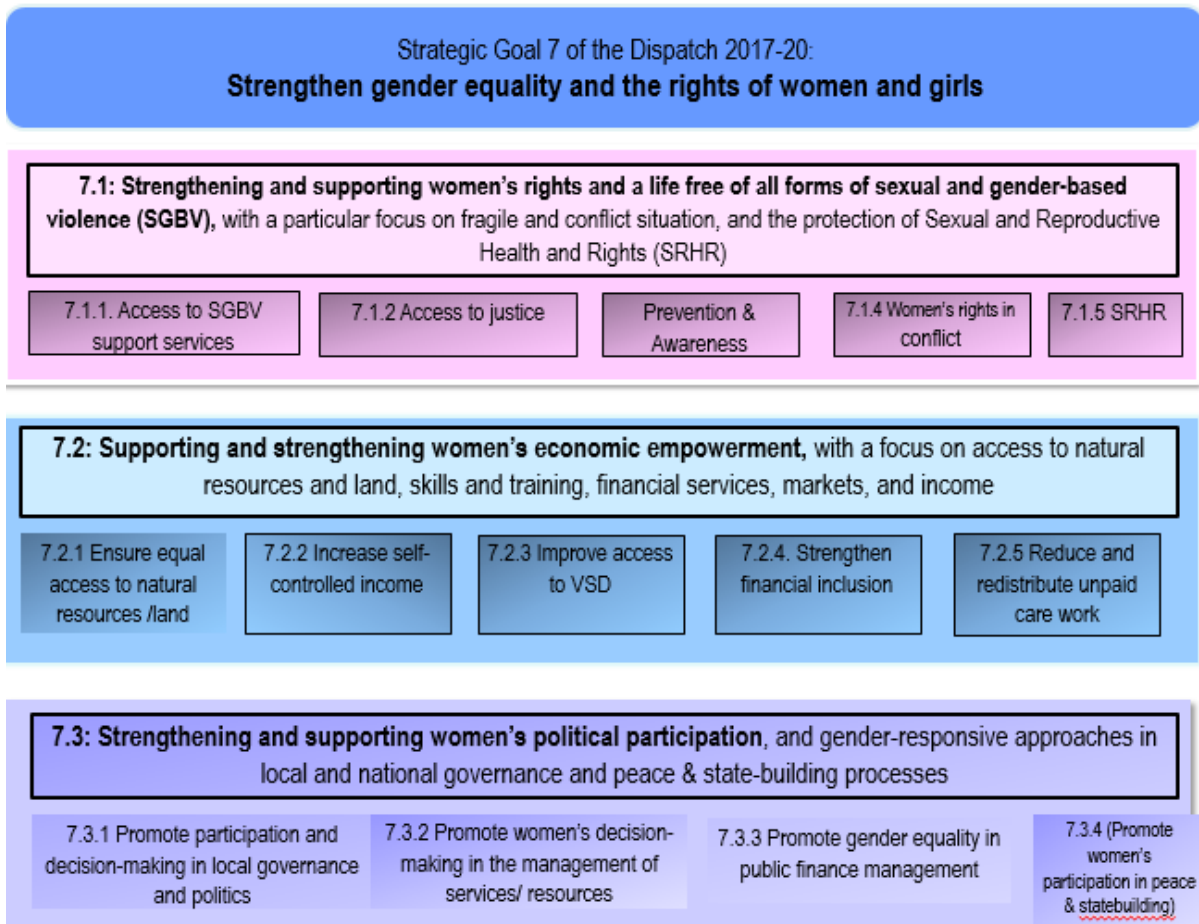 Strategic Goal 7 of the Dispatch 2017-20:
Strengthen gender equality and the rights of women and girls
7.1: Strengthening and supporting women's rights and a life free of all forms of sexual and gender-based
violence (SGBV), with a particular focus on fragile and conflict situation, and the protection of Sexual and Reproductive
Health and Rights (SRHR)
7.1.1. Access to SGBV
support services
7.1.2 Access to justice
Prevention &
Awareness
7.1.4 Women's rights in
conflict
7.1.5 SRHR
7.2: Supporting and strengthening women's economic empowerment, with a focus on access to natural
resources and land, skills and training, financial services, markets, and income
7.2.1 Ensure equal
access to natural
resources /land
7.2.2 Increase self-
controlled income
7.2.3 Improve access
to VSD
7.2.4. Strengthen
financial inclusion
7.2.5 Reduce and
redistribute unpaid
care work
7.3: Strengthening and supporting women's political participation, and gender-responsive approaches in
local and national governance and peace & state-building processes
7.3.1 Promote participation and
decision-making in local governance
and politics
7.3.2 Promote women's decision-
making in the management of
services/ resources
7.3.3 Promote gender equality in
public finance management
7.3.4 (Promote
women's
participation in peace
& statebuilding)